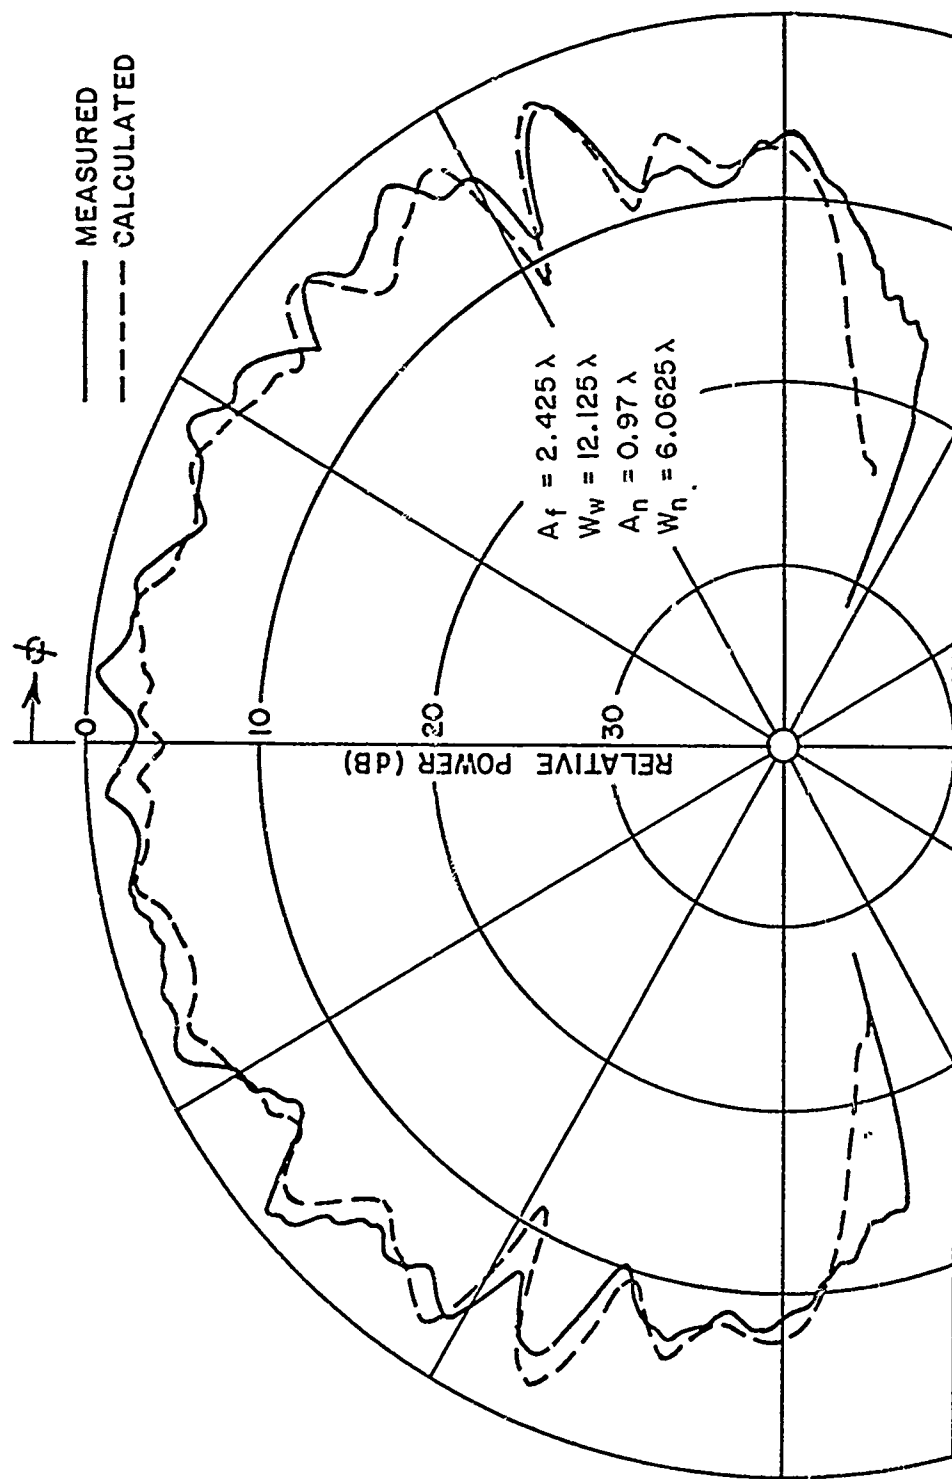 MEASURED
CALCULATED
ϕ
0
10
20
30
RELATIVE POWER (dB)
A_f = 2.425 λ
W_w = 12.125 λ
A_n = 0.97 λ
W_n = 6.0625 λ